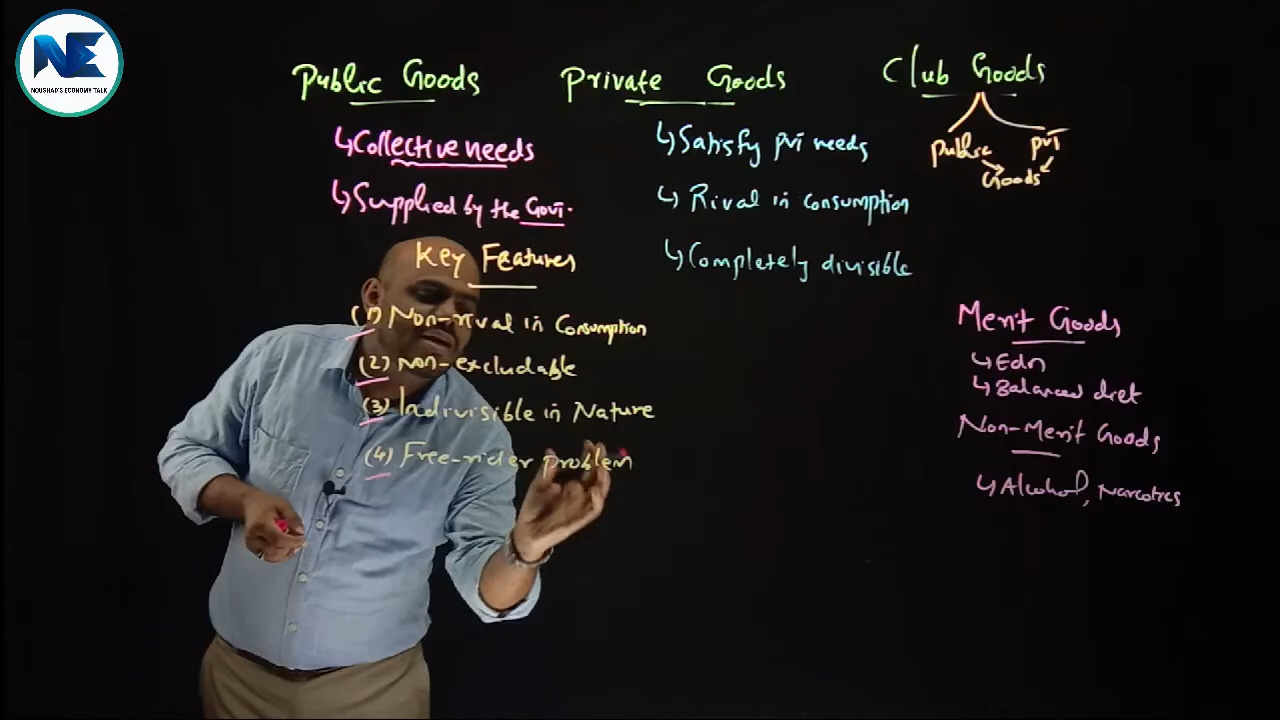 NE
NOUSHAD'S ECONOMY TALK
Public Goods
↳ Collective needs
↳ Supplied by the Govt.
Key Features
(1) Non-rival in Consumption
(2) Non-excludable
(3) Indivisible in Nature
(4) Free-rider problem
Private Goods
↳ Satisfy pvt needs
↳ Rival in consumption
↳ Completely divisible
Club Goods
Public pvt
Goods
Merit Goods
↳ Edn
↳ Balanced diet
Non-Merit Goods
↳ Alcohol, Narcotics